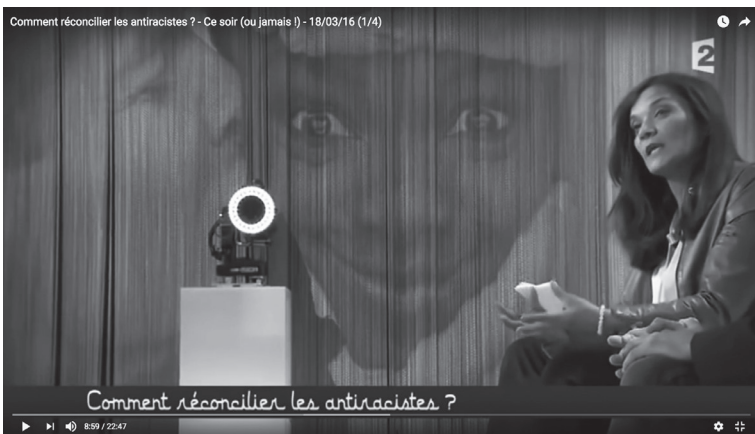 Comment réconcilier les antiracistes ? - Ce soir (ou jamais !) - 18/03/16 (1/4)
2
Comment réconcilier les antiracistes ?
8:59 / 22:47